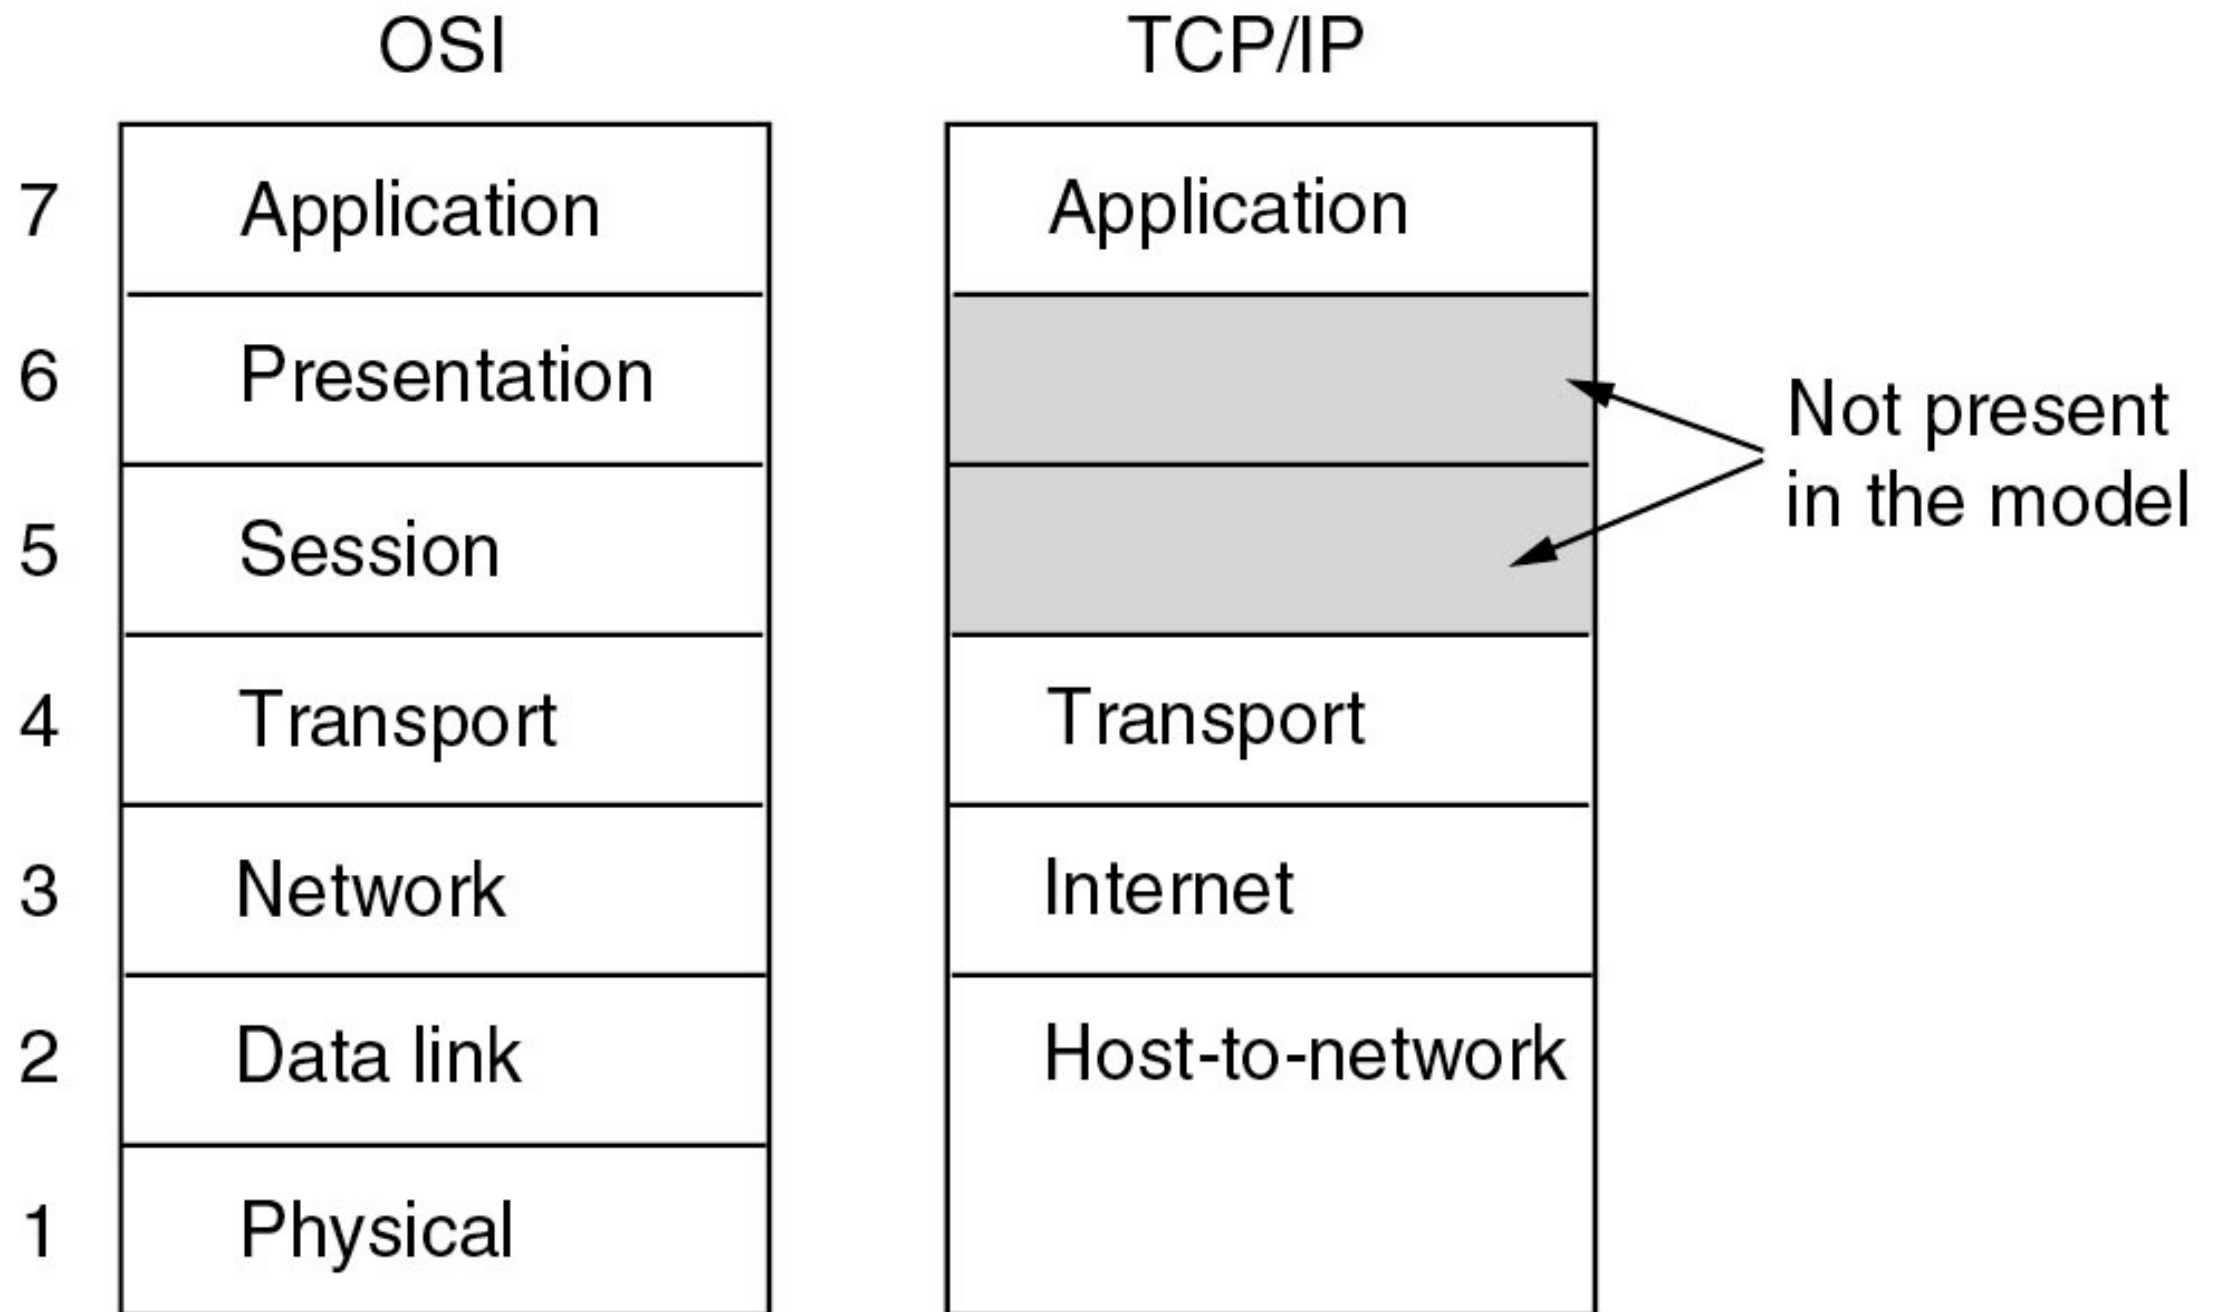 OSI TCP/IP
7 Application Application
6 Presentation
Not present
in the model
5 Session
4 Transport Transport
3 Network Internet
2 Data link Host-to-network
1 Physical